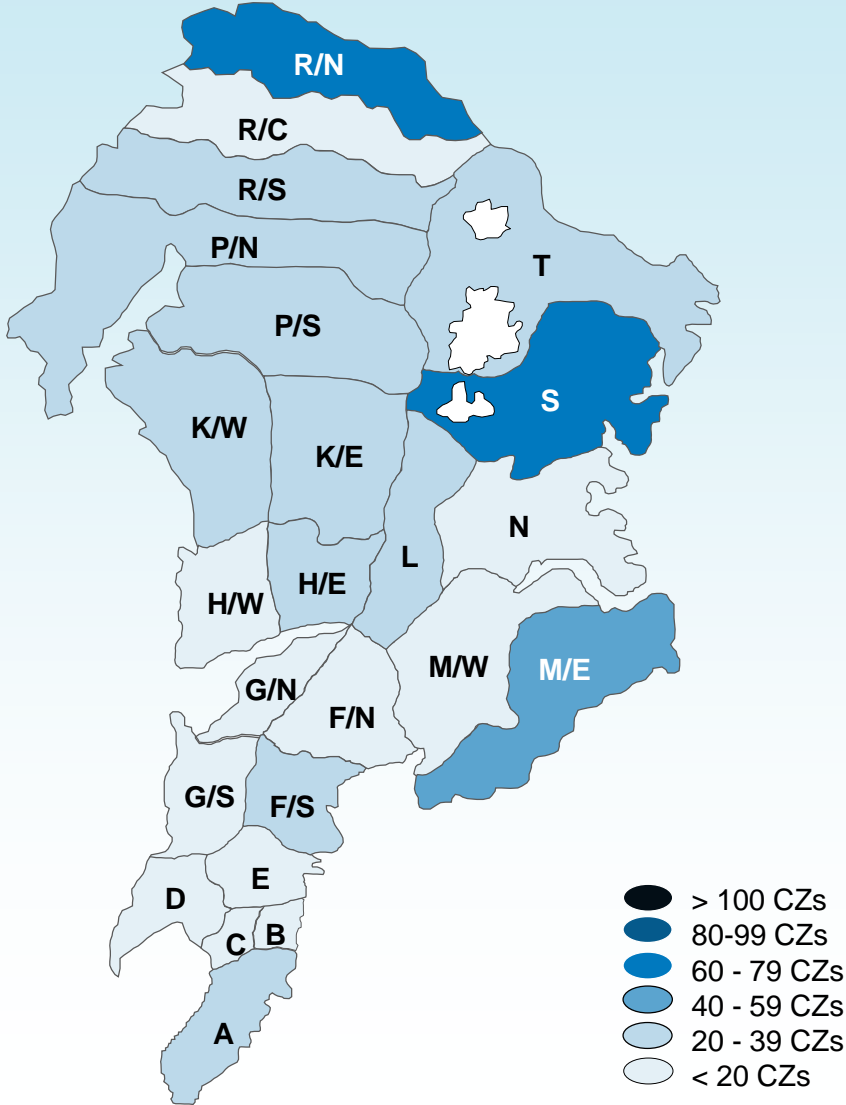 R/N
R/C
R/S
P/N
T
P/S
S
K/W
K/E
N
L
H/E
H/W
M/W
M/E
G/N
F/N
G/S
F/S
E
D
B
C
A
> 100 CZs
80-99 CZs
60 - 79 CZs
40 - 59 CZs
20 - 39 CZs
< 20 CZs